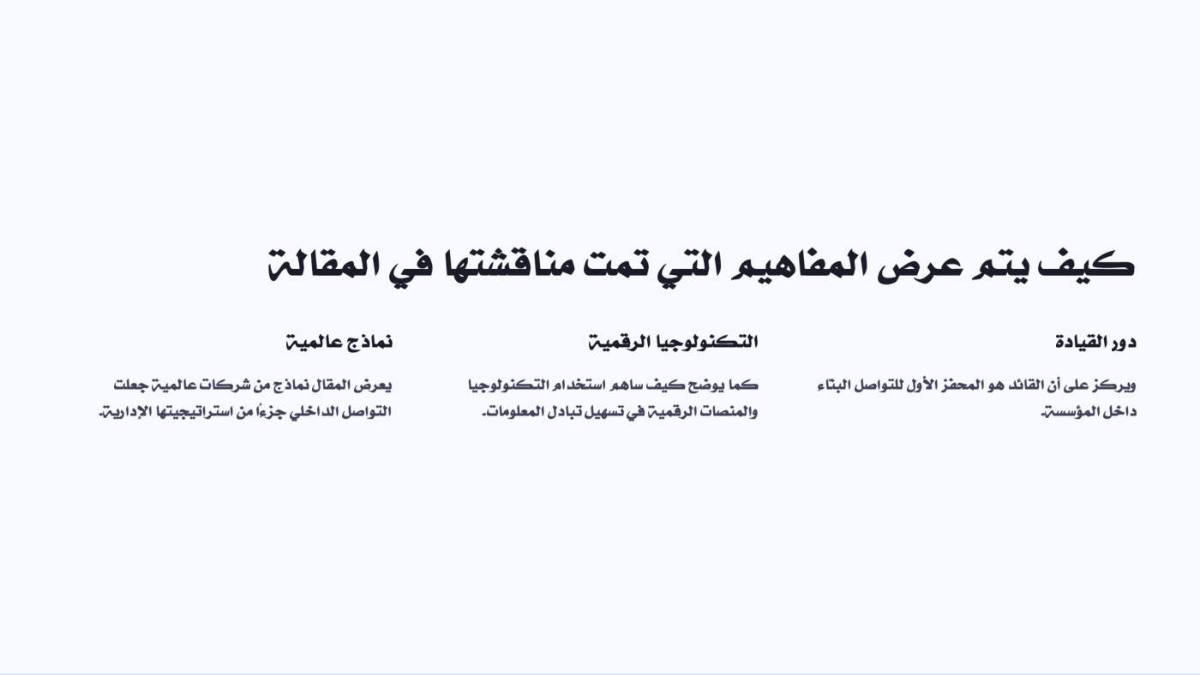 كيف يتم عرض المفاهيم التي تمت مناقشتها في المقالة
دور القيادة
ويركز على أن القائد هو المحفز الأول للتواصل البناء
داخل المؤسسة.
التكنولوجيا الرقمية
كما يوضح كيف ساهم استخدام التكنولوجيا
والمنصات الرقمية في تسهيل تبادل المعلومات.
نماذج عالمية
يعرض المقال نماذج من شركات عالمية جعلت
التواصل الداخلي جزءًا من استراتيجيتها الإدارية.